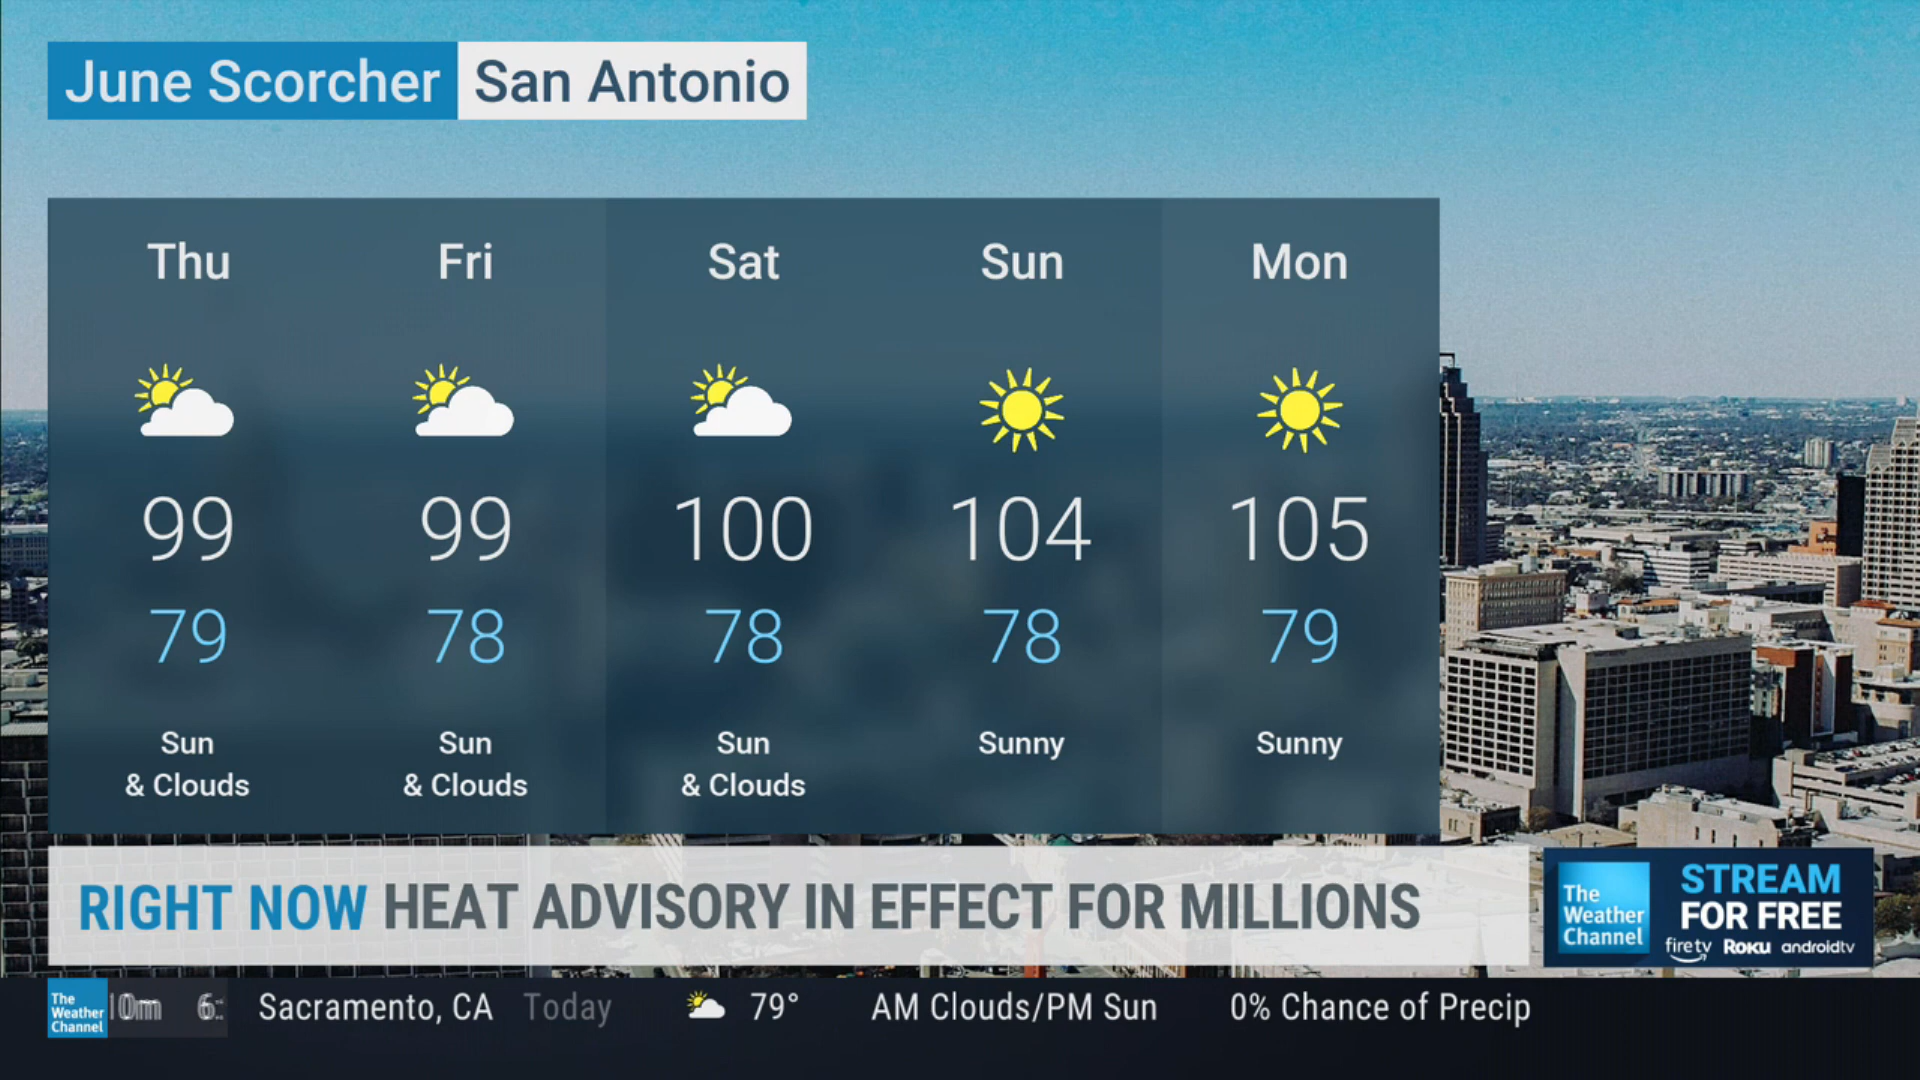 June Scorcher San Antonio
Thu Fri Sat Sun Mon
99 99 100 104 105
79 78 78 78 79
Sun Sun Sun Sunny Sunny
& Clouds & Clouds & Clouds
RIGHT NOW HEAT ADVISORY IN EFFECT FOR MILLIONS
The
Weather
Channel
STREAM
FOR FREE
firetv Roku androidtv
The
Weather
Channel
Sacramento, CA Today 79° AM Clouds/PM Sun 0% Chance of Precip